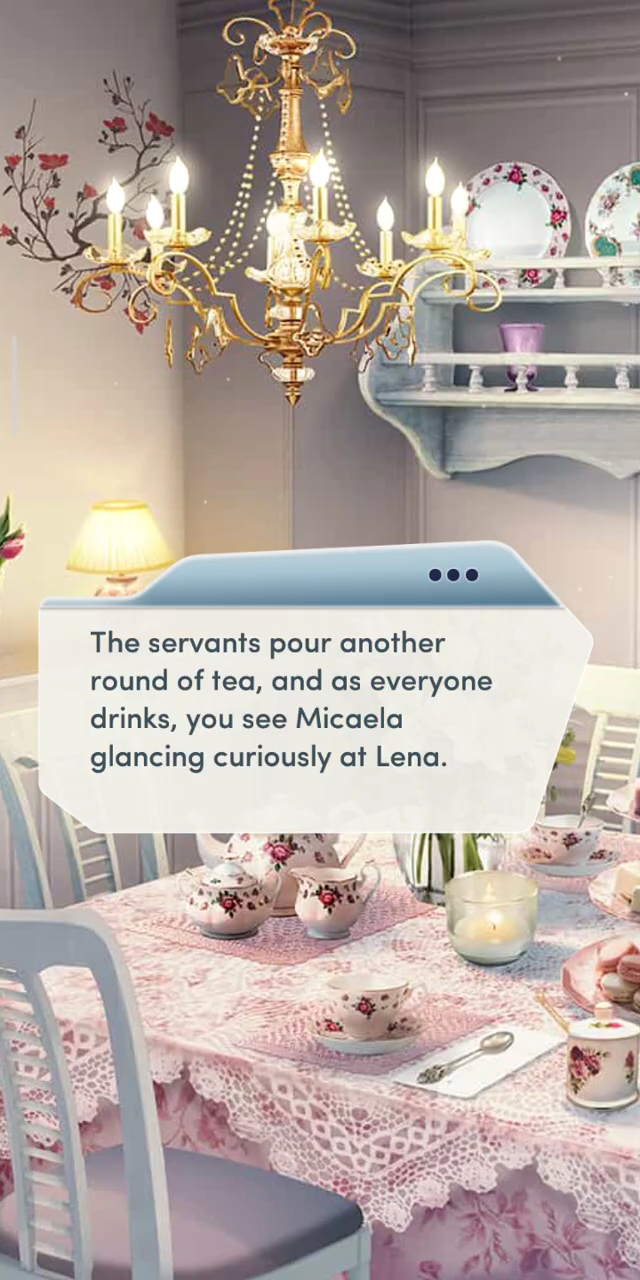 The servants pour another
round of tea, and as everyone
drinks, you see Micaela
glancing curiously at Lena.